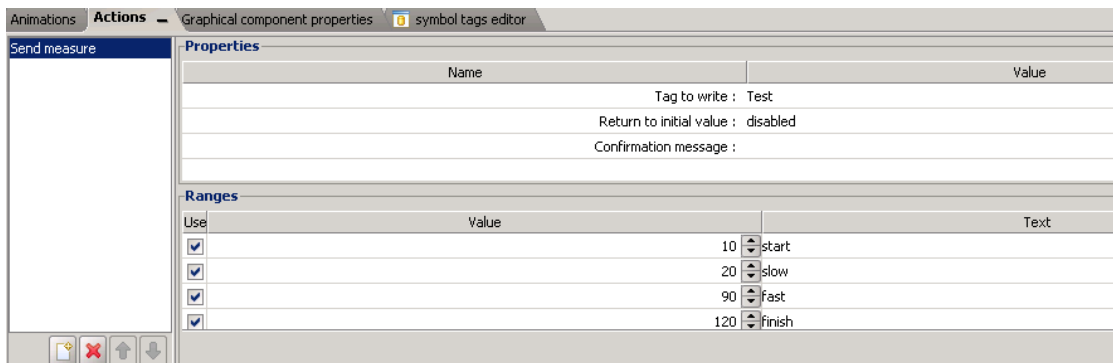 Animations Actions Graphical component properties symbol tags editor
Send measure
Properties
Name Value
Tag to write : Test
Return to initial value : disabled
Confirmation message :
Ranges
Use Value Text
10 start
20 slow
90 fast
120 finish